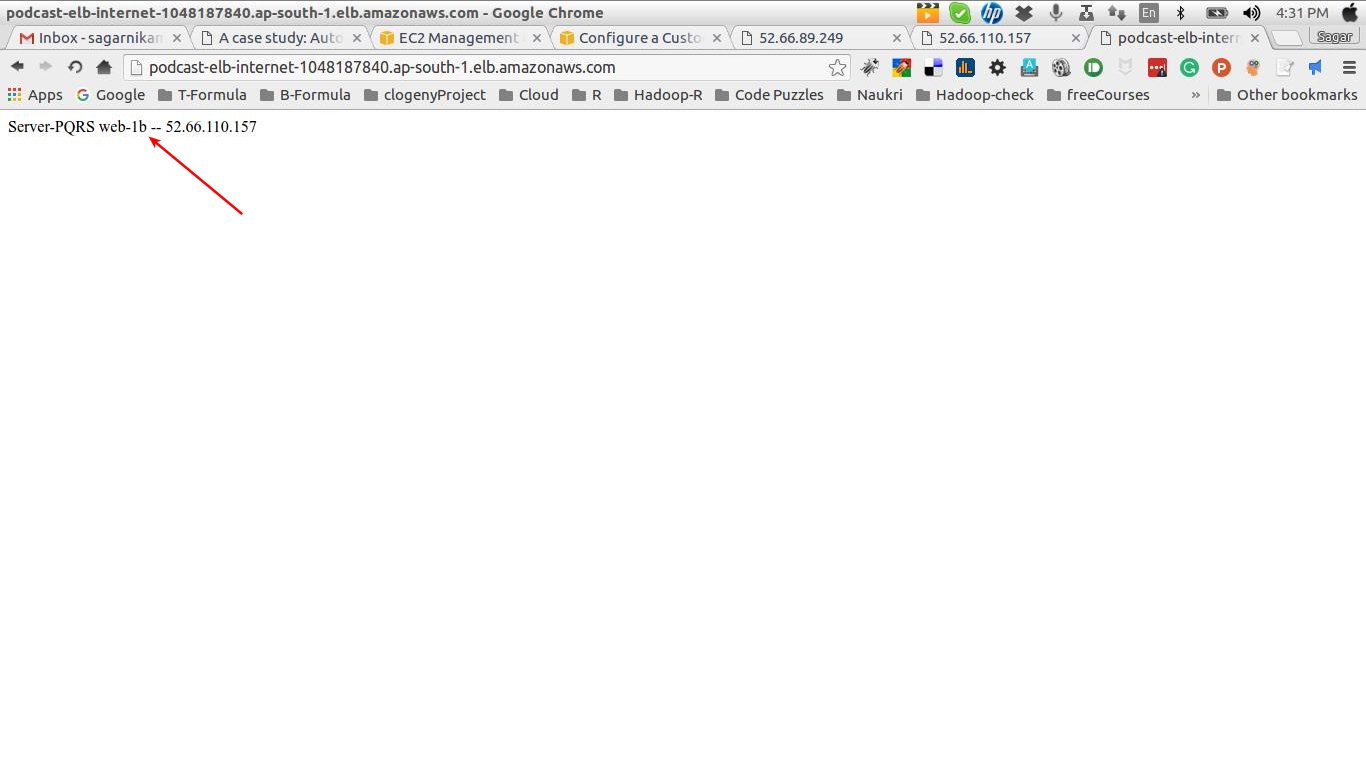 podcast-elb-internet-1048187840.ap-south-1.elb.amazonaws.com - Google Chrome En 4:31 PM
Inbox - sagarnikam A case study: Auto EC2 Management Configure a Custo 52.66.89.249 52.66.110.157 podcast-elb-intern Sagar
podcast-elb-internet-1048187840.ap-south-1.elb.amazonaws.com
Apps Google T-Formula B-Formula clogenyProject Cloud R Hadoop-R Code Puzzles Naukri Hadoop-check freeCourses » Other bookmarks
Server-PQRS web-1b -- 52.66.110.157